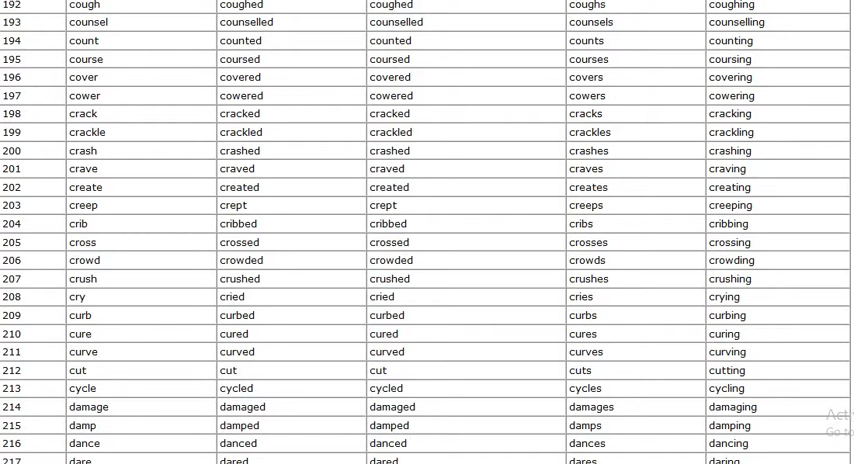 192 cough coughed coughed coughs coughing
193 counsel counselled counselled counsels counselling
194 count counted counted counts counting
195 course coursed coursed courses coursing
196 cover covered covered covers covering
197 cower cowered cowered cowers cowering
198 crack cracked cracked cracks cracking
199 crackle crackled crackled crackles crackling
200 crash crashed crashed crashes crashing
201 crave craved craved craves craving
202 create created created creates creating
203 creep crept crept creeps creeping
204 crib cribbed cribbed cribs cribbing
205 cross crossed crossed crosses crossing
206 crowd crowded crowded crowds crowding
207 crush crushed crushed crushes crushing
208 cry cried cried cries crying
209 curb curbed curbed curbs curbing
210 cure cured cured cures curing
211 curve curved curved curves curving
212 cut cut cut cuts cutting
213 cycle cycled cycled cycles cycling
214 damage damaged damaged damages damaging
215 damp damped damped damps damping
216 dance danced danced dances dancing
217 dare dared dared dares daring
Go to